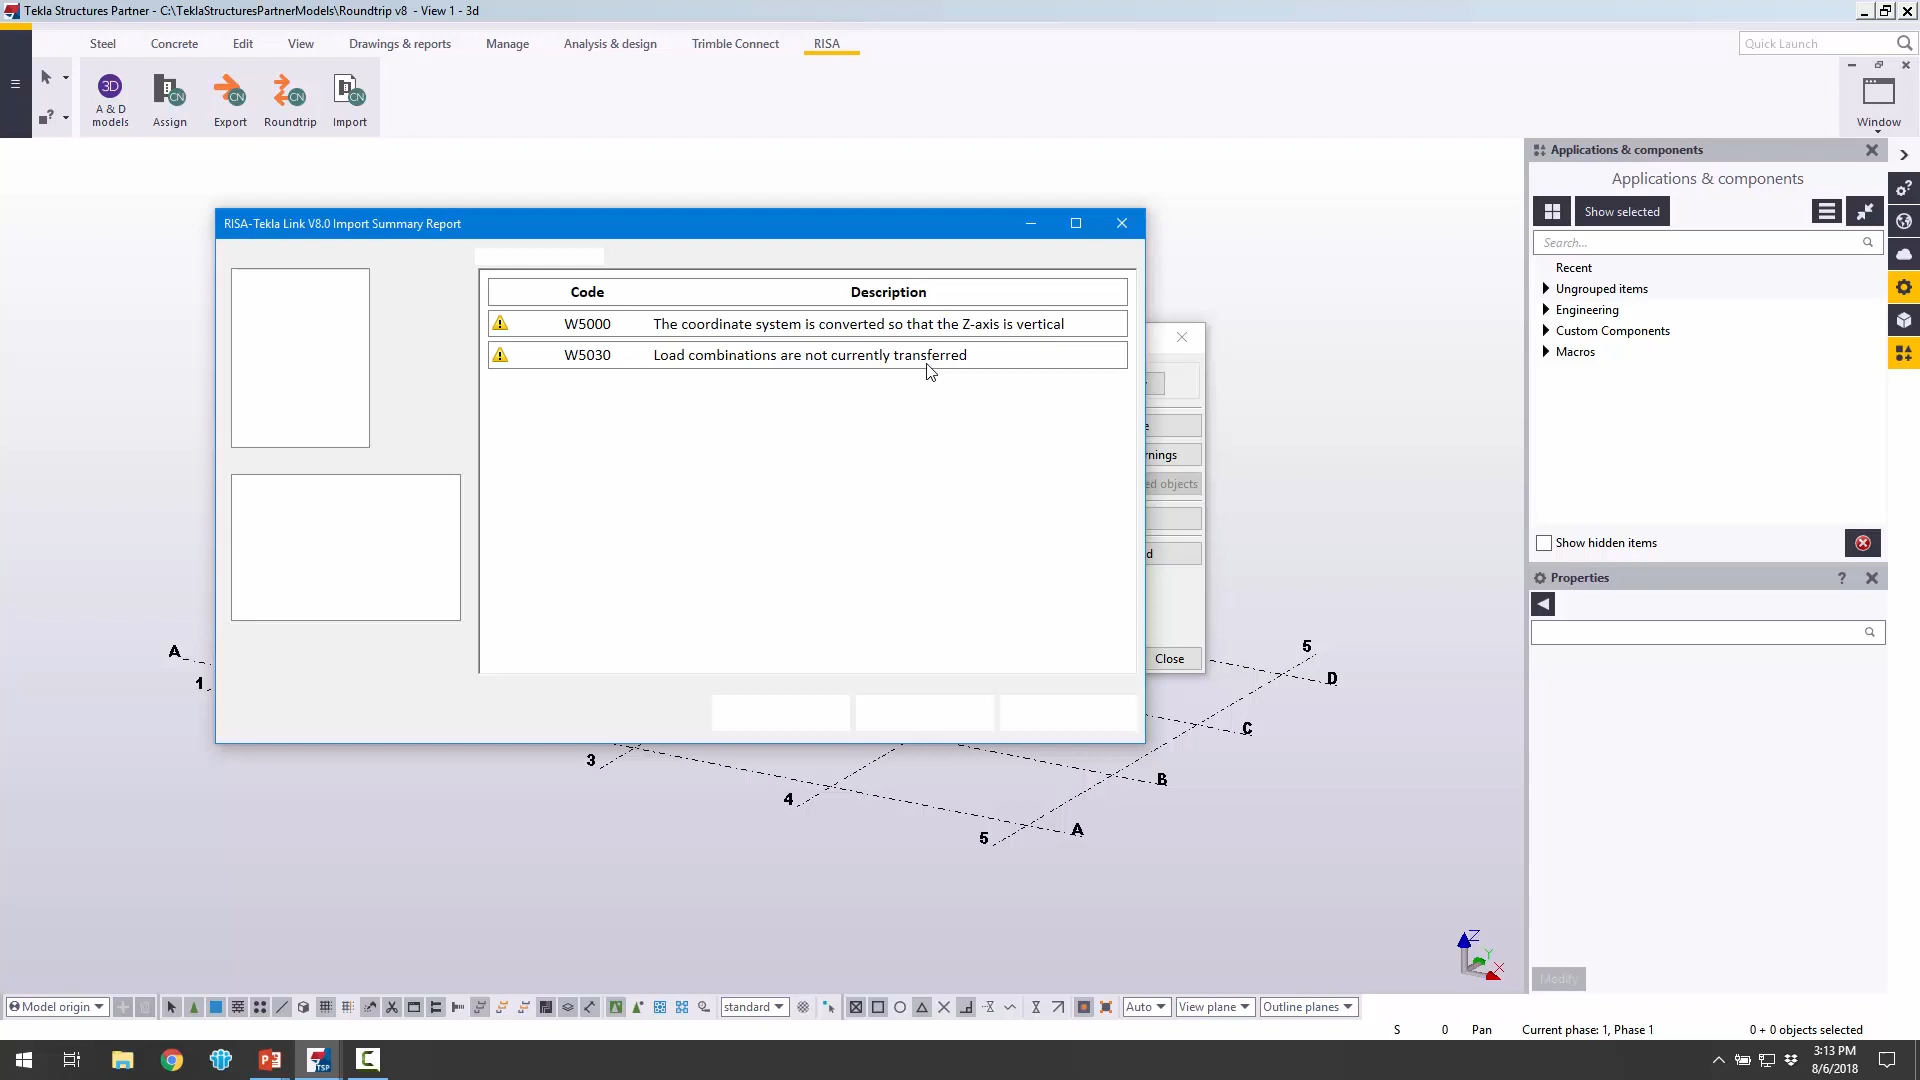 Tekla Structures Partner - C:\TeklaStructuresPartnerModels\Roundtrip v8 - View 1 - 3d
Steel Concrete Edit View Drawings & reports Manage Analysis & design Trimble Connect RISA
Quick Launch
3D
A & D models
CN
Assign
CN
Export
CN
Roundtrip
CN
Import
Window
Applications & components
Applications & components
Show selected
Search...
Recent
Ungrouped items
Engineering
Custom Components
Macros
Show hidden items
Properties
Modify
RISA-Tekla Link V8.0 Import Summary Report
Code Description
W5000 The coordinate system is converted so that the Z-axis is vertical
W5030 Load combinations are not currently transferred
e
rnings
ed objects
d
Close
A
1
3
4
5
A
B
C
D
5
Z
Y
X
Model origin
standard
Auto
View plane
Outline planes
S 0 Pan Current phase: 1, Phase 1 0 + 0 objects selected
TSP
3:13 PM
8/6/2018